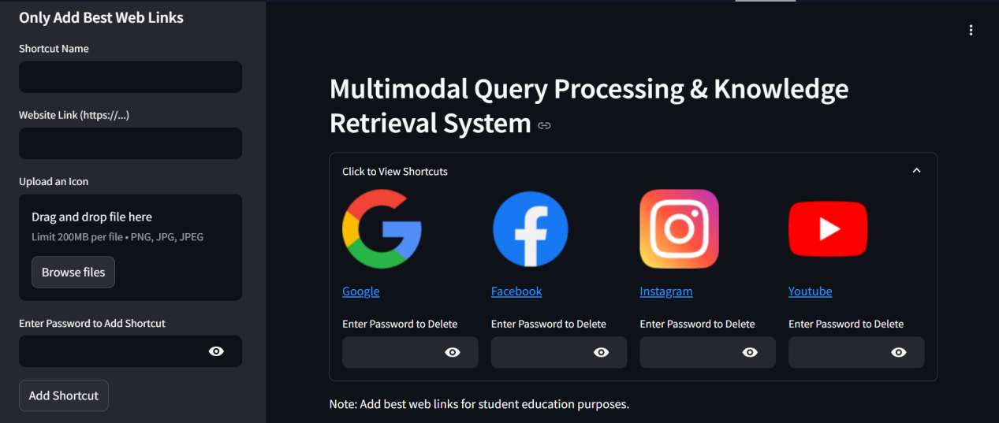 Only Add Best Web Links
Shortcut Name
Website Link (https://...)
Upload an Icon
Drag and drop file here
Limit 200MB per file • PNG, JPG, JPEG
Browse files
Enter Password to Add Shortcut
Add Shortcut
Multimodal Query Processing & Knowledge
Retrieval System
Click to View Shortcuts
Google Facebook Instagram Youtube
Enter Password to Delete Enter Password to Delete Enter Password to Delete Enter Password to Delete
Note: Add best web links for student education purposes.